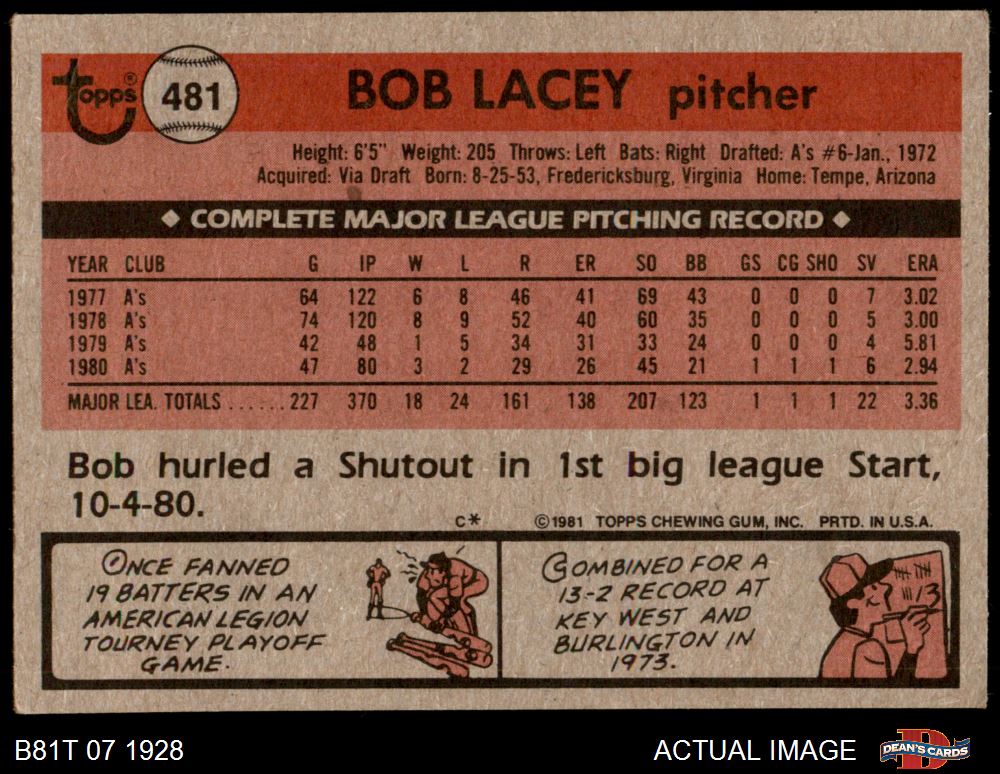 topps® 481 BOB LACEY pitcher
Height: 6'5" Weight: 205 Throws: Left Bats: Right Drafted: A's #6-Jan., 1972
Acquired: Via Draft Born: 8-25-53, Fredericksburg, Virginia Home: Tempe, Arizona
◆ COMPLETE MAJOR LEAGUE PITCHING RECORD ◆
YEAR CLUB G IP W L R ER SO BB GS CG SHO SV ERA
1977 A's 64 122 6 8 46 41 69 43 0 0 0 7 3.02
1978 A's 74 120 8 9 52 40 60 35 0 0 0 5 3.00
1979 A's 42 48 1 5 34 31 33 24 0 0 0 4 5.81
1980 A's 47 80 3 2 29 26 45 21 1 1 1 6 2.94
MAJOR LEA. TOTALS ...... 227 370 18 24 161 138 207 123 1 1 1 22 3.36
Bob hurled a Shutout in 1st big league Start,
10-4-80.
C* ©1981 TOPPS CHEWING GUM, INC. PRTD. IN U.S.A.
ONCE FANNED
19 BATTERS IN AN
AMERICAN LEGION
TOURNEY PLAYOFF
GAME.
COMBINED FOR A
13-2 RECORD AT
KEY WEST AND
BURLINGTON IN
1973.
13
B81T 07 1928 ACTUAL IMAGE DEAN'S CARDS